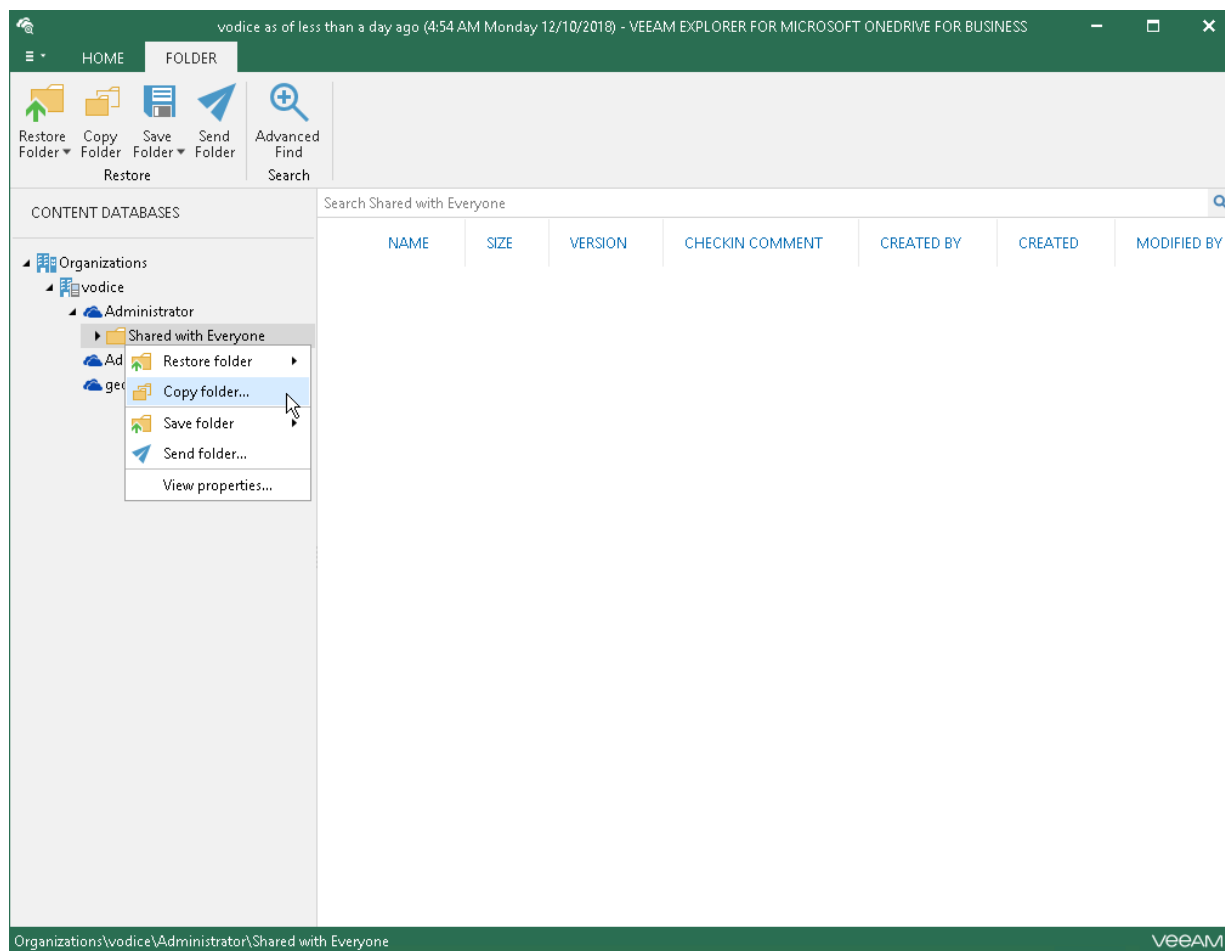 vodice as of less than a day ago (4:54 AM Monday 12/10/2018) - VEEAM EXPLORER FOR MICROSOFT ONEDRIVE FOR BUSINESS
HOME FOLDER
Restore Folder Copy Folder Save Folder Send Folder Advanced Find
Restore Search
CONTENT DATABASES
Search Shared with Everyone
NAME SIZE VERSION CHECKIN COMMENT CREATED BY CREATED MODIFIED BY
Organizations
vodice
Administrator
Shared with Everyone
Ad
geo
Restore folder
Copy folder...
Save folder
Send folder...
View properties...
Organizations\vodice\Administrator\Shared with Everyone
VEEAM